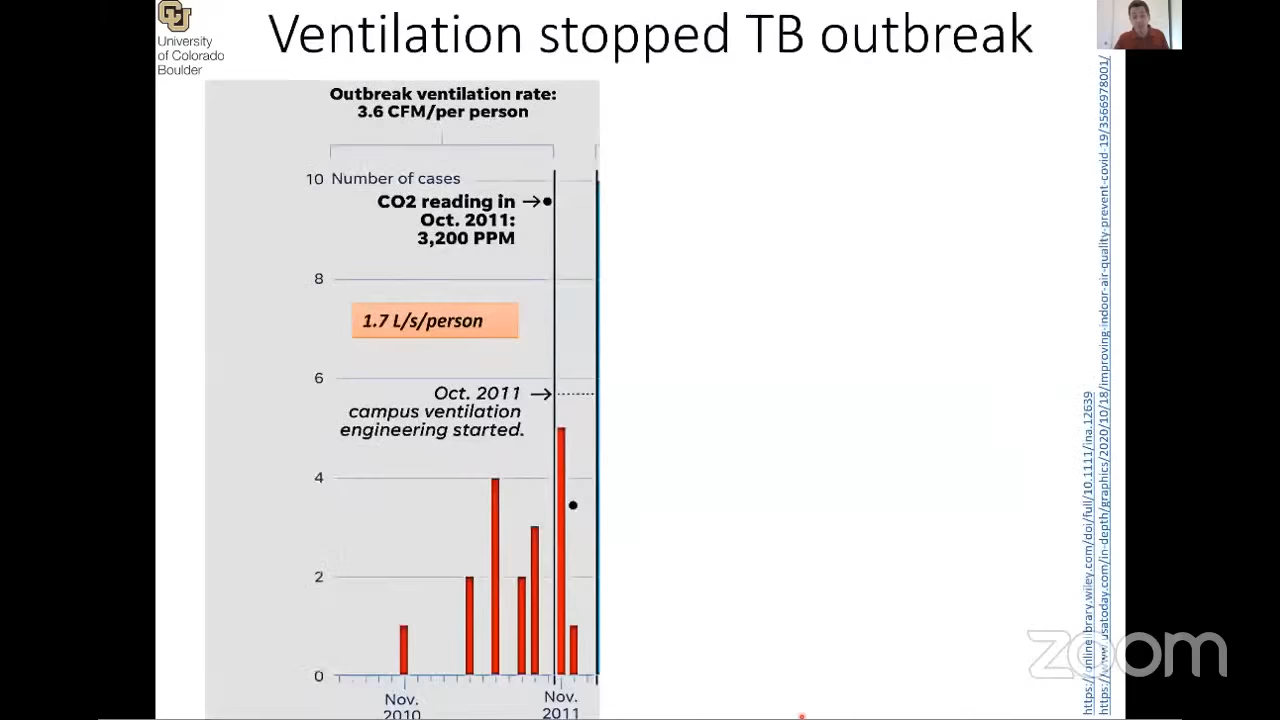 CU
University
of Colorado
Boulder
Ventilation stopped TB outbreak
Outbreak ventilation rate:
3.6 CFM/per person
10 Number of cases
CO2 reading in →
Oct. 2011:
3,200 PPM
8
1.7 L/s/person
6
Oct. 2011 →
campus ventilation
engineering started.
4
2
0
Nov.
2010
Nov.
2011
https://onlinelibrary.wiley.com/doi/full/10.1111/ina.12639
https://www.usatoday.com/in-depth/graphics/2020/10/18/improving-indoor-air-quality-prevent-covid-19/3566978001/
zoom